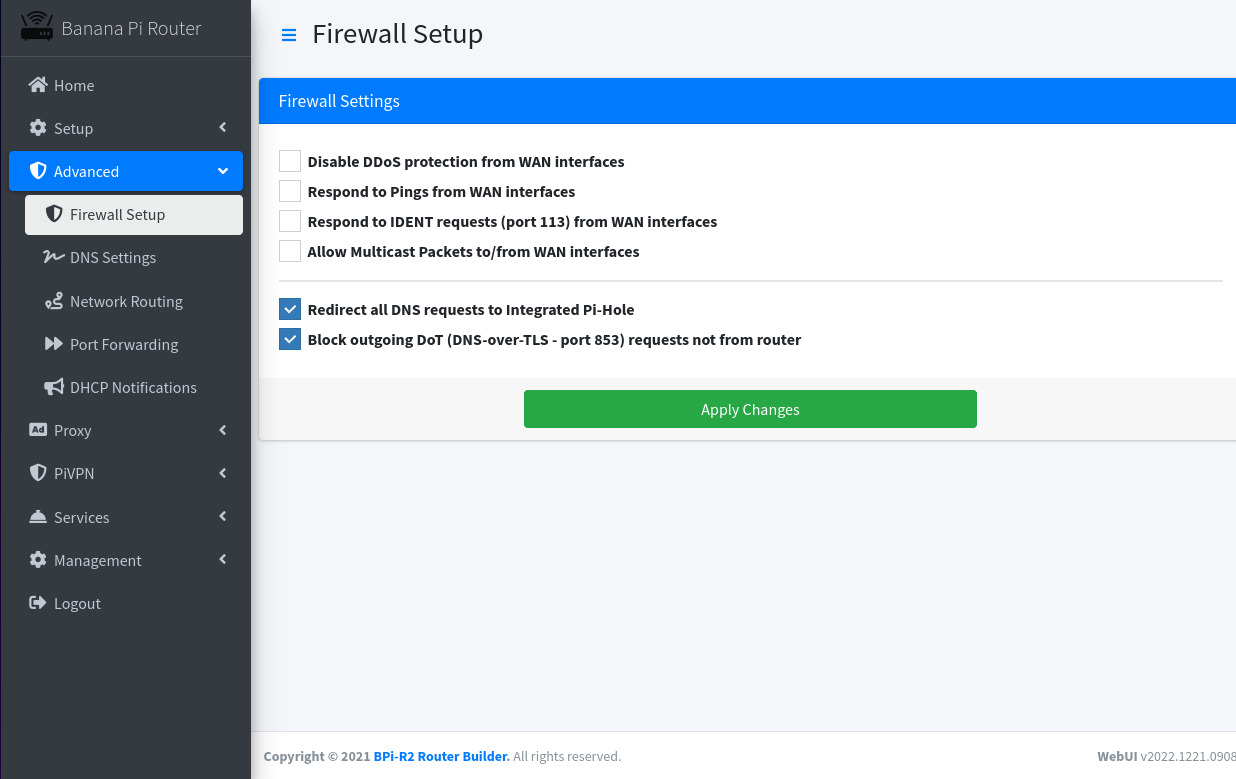 Banana Pi Router
Home
Setup
Advanced
Firewall Setup
DNS Settings
Network Routing
Port Forwarding
DHCP Notifications
Ad Proxy
PiVPN
Services
Management
Logout
Firewall Setup
Firewall Settings
Disable DDoS protection from WAN interfaces
Respond to Pings from WAN interfaces
Respond to IDENT requests (port 113) from WAN interfaces
Allow Multicast Packets to/from WAN interfaces
Redirect all DNS requests to Integrated Pi-Hole
Block outgoing DoT (DNS-over-TLS - port 853) requests not from router
Apply Changes
Copyright © 2021 BPi-R2 Router Builder. All rights reserved.
WebUI v2022.1221.0908